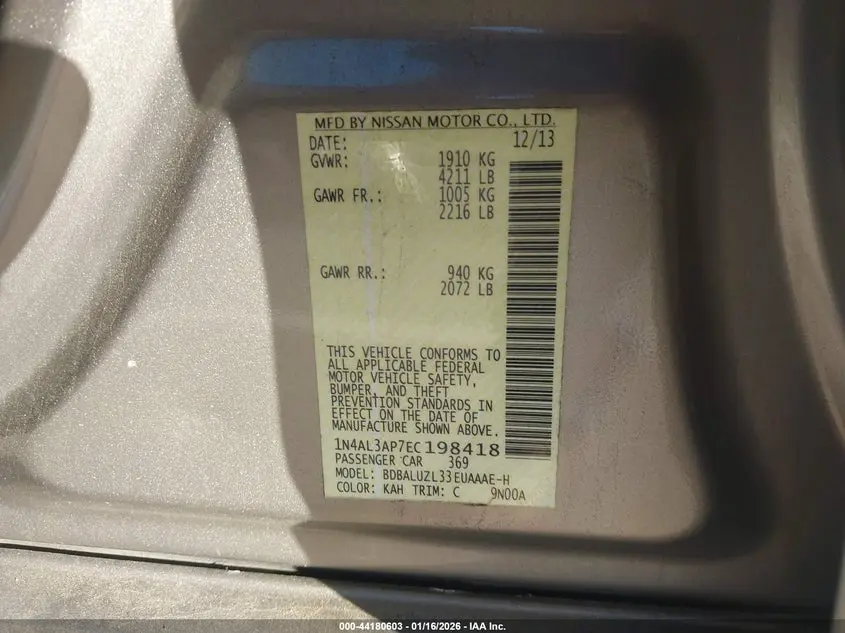 MFD BY NISSAN MOTOR CO., LTD.
DATE: 12/13
GVWR: 1910 KG
4211 LB
GAWR FR.: 1005 KG
2216 LB
GAWR RR.: 940 KG
2072 LB
THIS VEHICLE CONFORMS TO
ALL APPLICABLE FEDERAL
MOTOR VEHICLE SAFETY,
BUMPER, AND THEFT
PREVENTION STANDARDS IN
EFFECT ON THE DATE OF
MANUFACTURE SHOWN ABOVE.
1N4AL3AP7EC198418
PASSENGER CAR 369
MODEL: BDBALUZL33EUAAAE-H
COLOR: KAH TRIM: C 9N00A
000-44180603 - 01/16/2026 - IAA Inc.